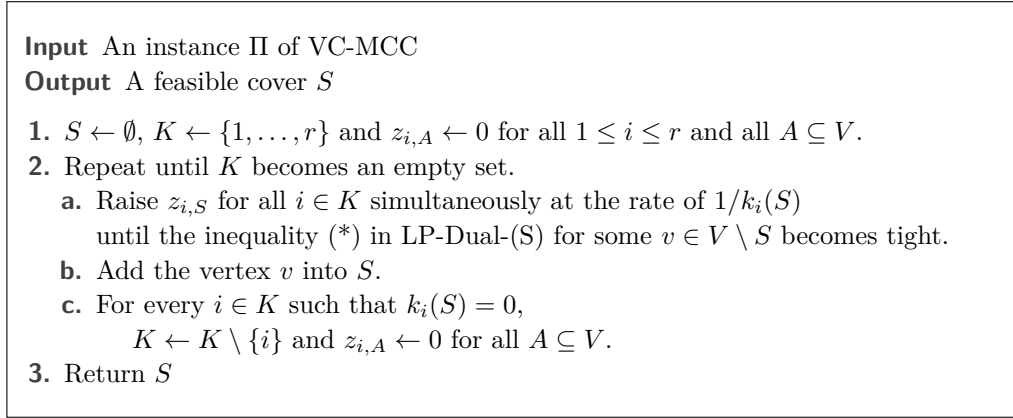 Input An instance Π of VC-MCC
Output A feasible cover S
1. S ← ∅, K ← {1, . . . , r} and z_{i,A} ← 0 for all 1 ≤ i ≤ r and all A ⊆ V.
2. Repeat until K becomes an empty set.
a. Raise z_{i,S} for all i ∈ K simultaneously at the rate of 1/k_i(S)
until the inequality (*) in LP-Dual-(S) for some v ∈ V \ S becomes tight.
b. Add the vertex v into S.
c. For every i ∈ K such that k_i(S) = 0,
K ← K \ {i} and z_{i,A} ← 0 for all A ⊆ V.
3. Return S